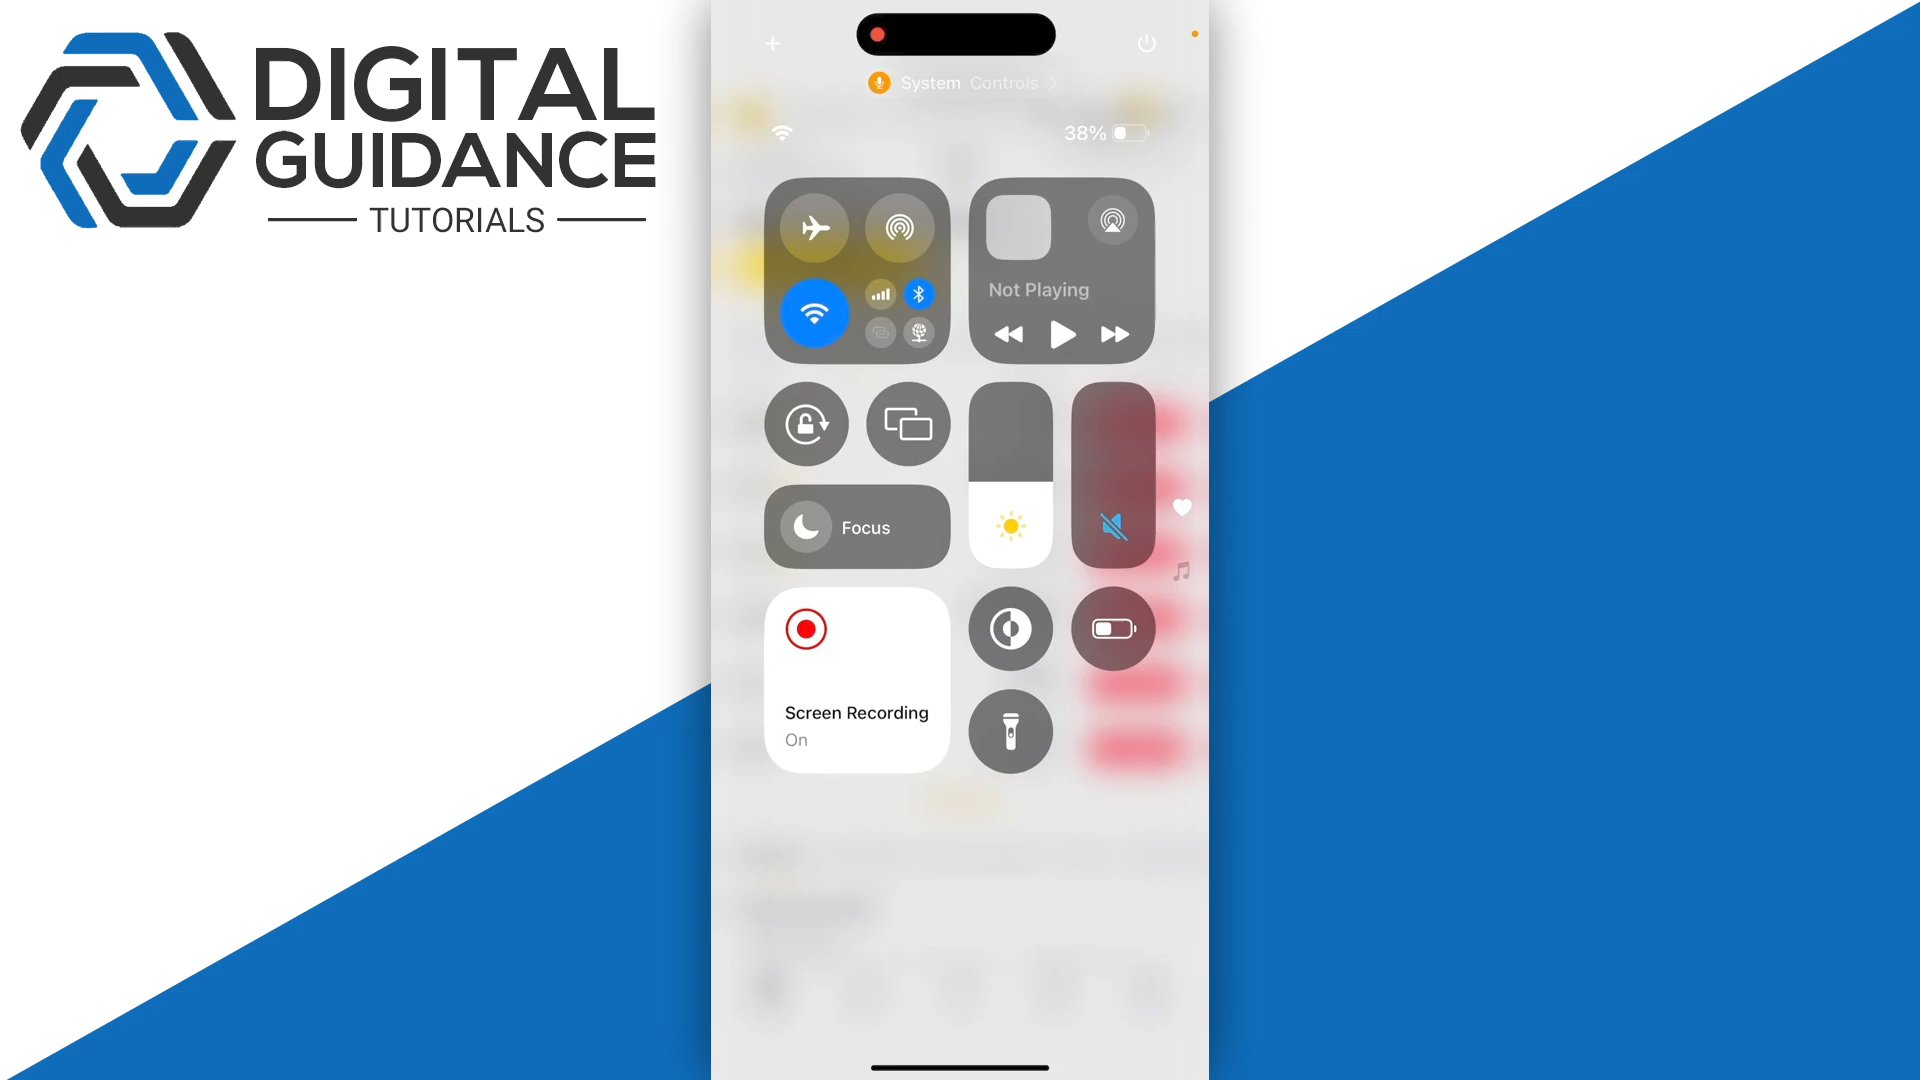 DIGITAL
GUIDANCE
TUTORIALS
System Controls
38%
Not Playing
Focus
Screen Recording
On